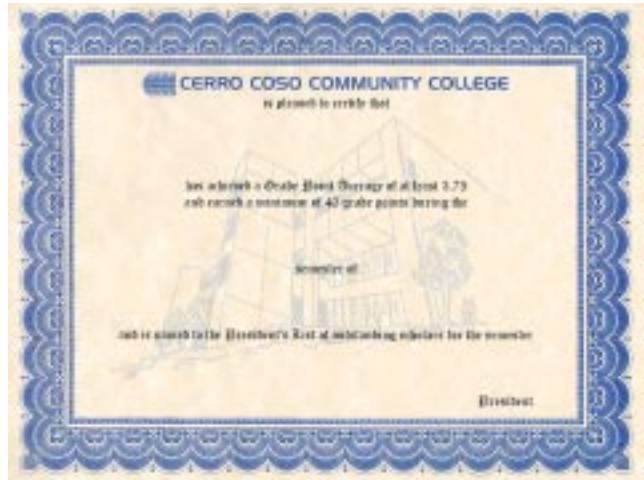 CERRO COSO COMMUNITY COLLEGE
is pleased to certify that
has achieved a Grade Point Average of at least 3.75
and earned a minimum of 45 grade points during the
semester of
and is named to the President's List of outstanding scholars for the semester
President